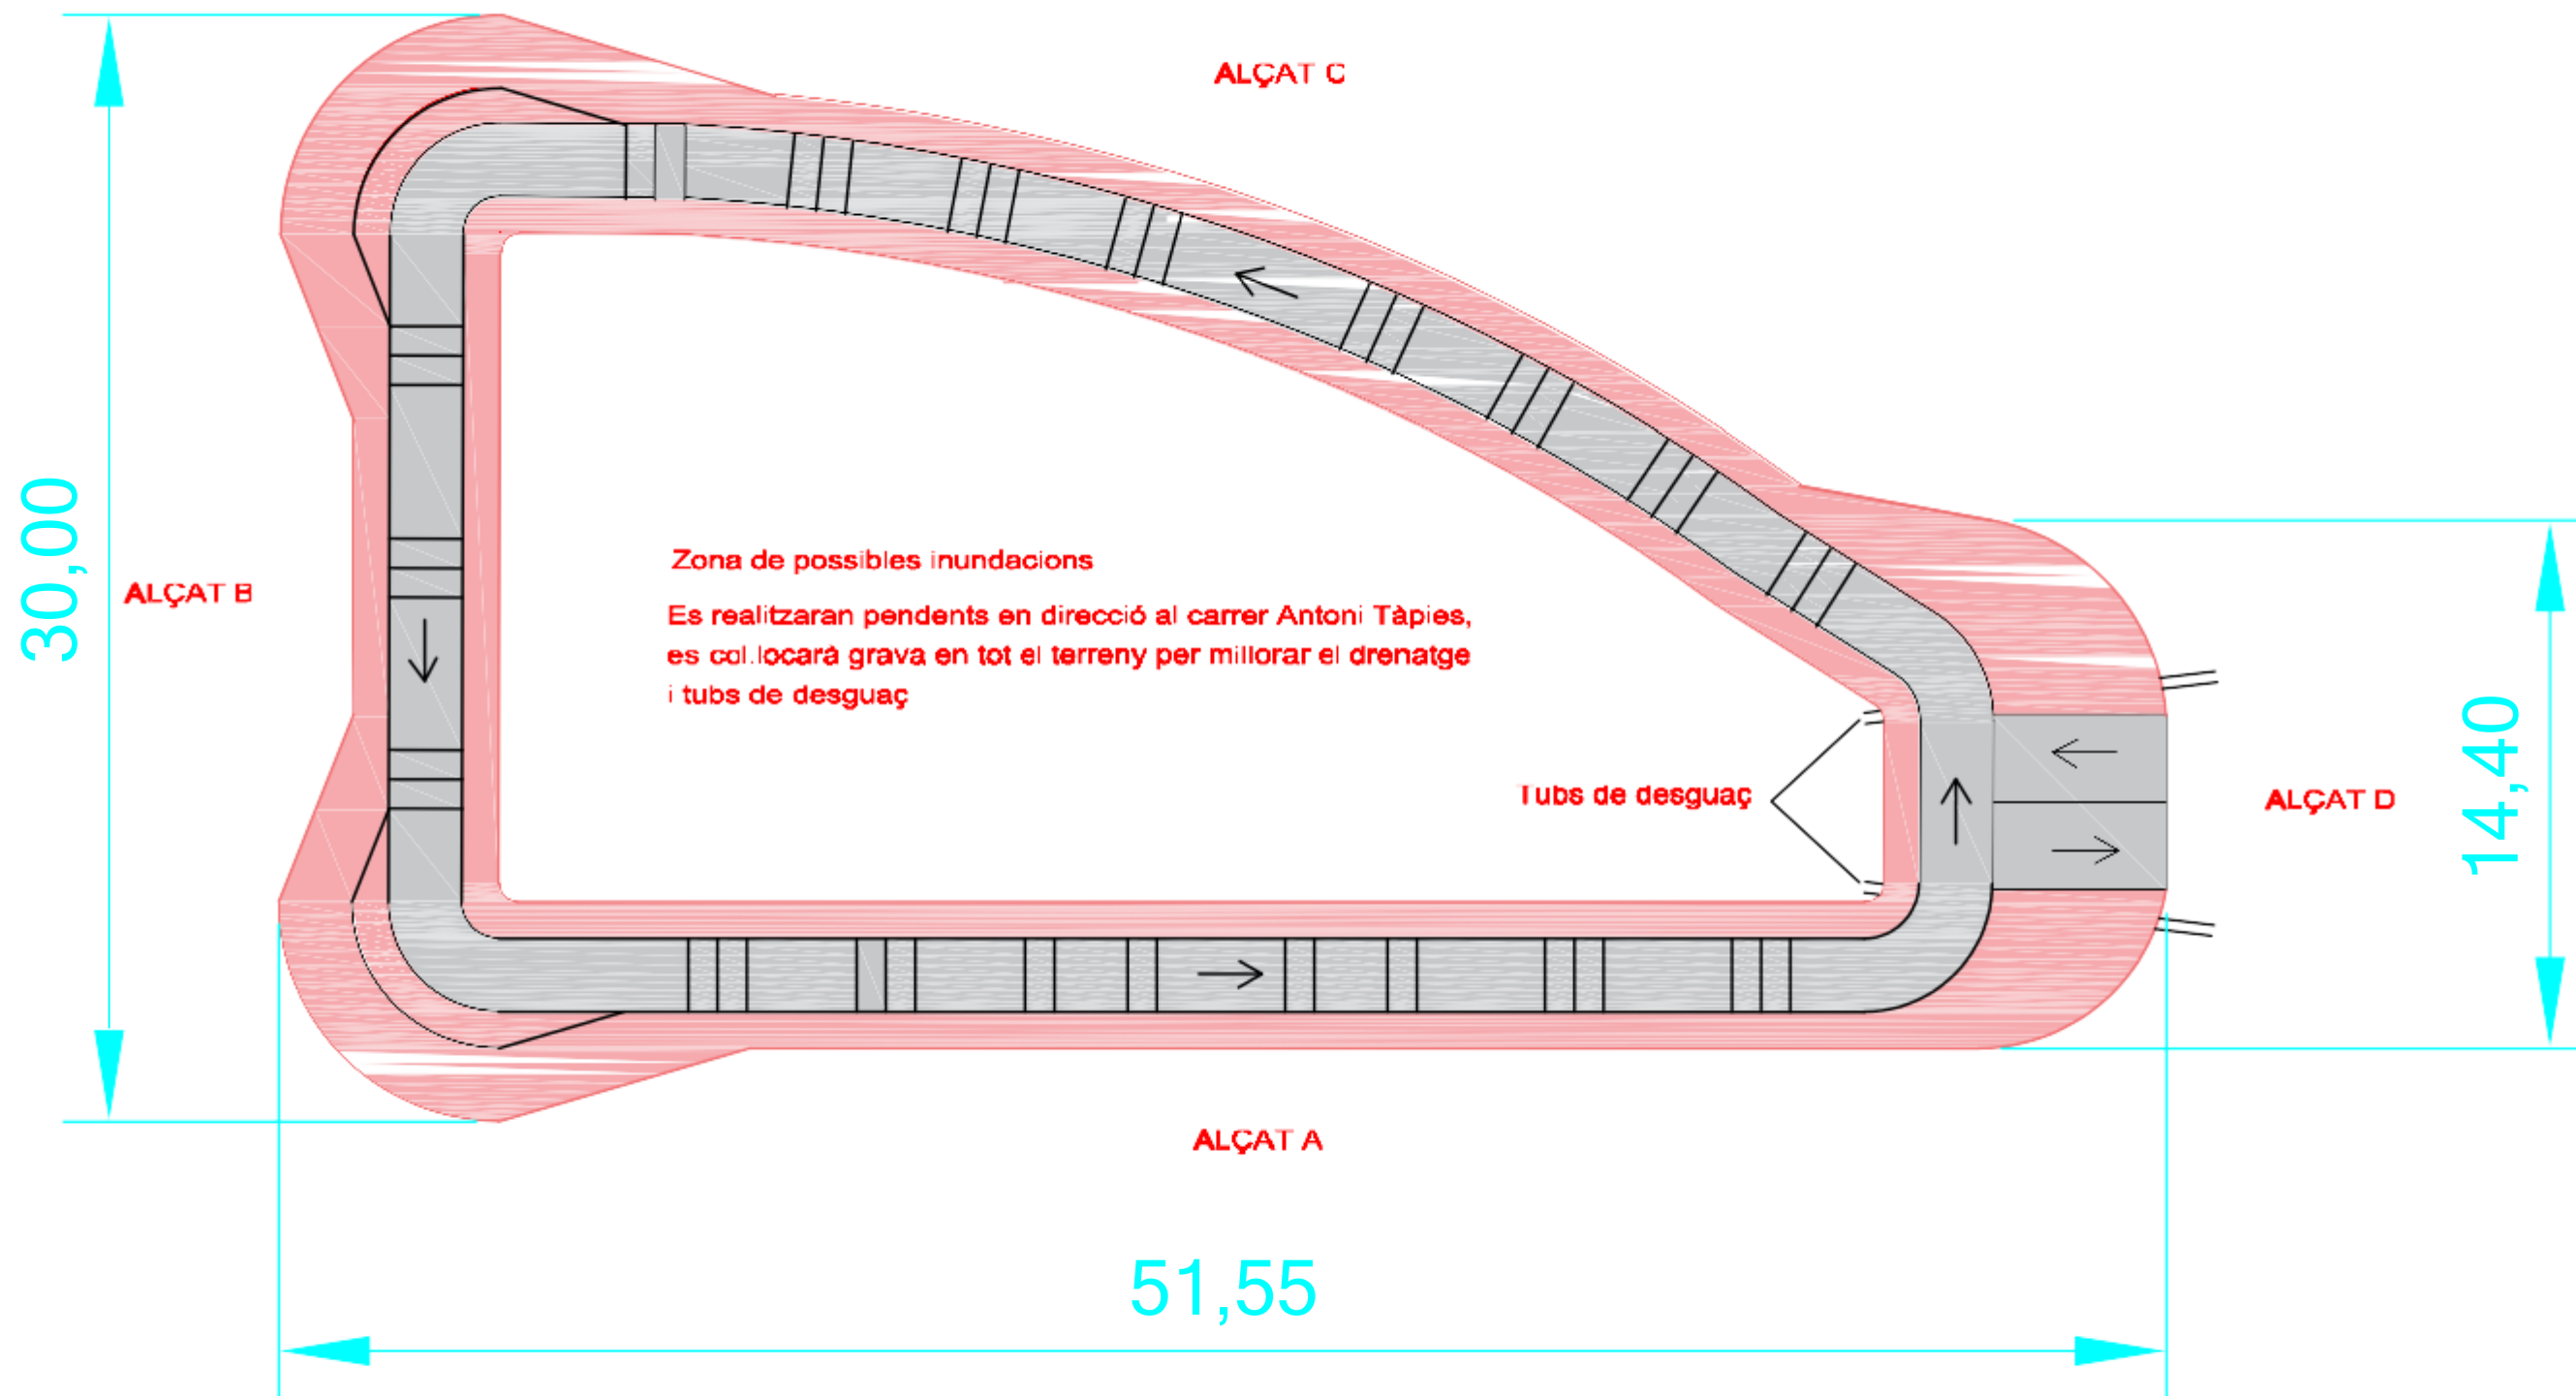 ALÇAT C
30,00
ALÇAT B
Zona de possibles inundacions
Es realitzaran pendents en direcció al carrer Antoni Tàpies,
es col.locarà grava en tot el terreny per millorar el drenatge
i tubs de desguaç
Tubs de desguaç
ALÇAT D
14,40
ALÇAT A
51,55